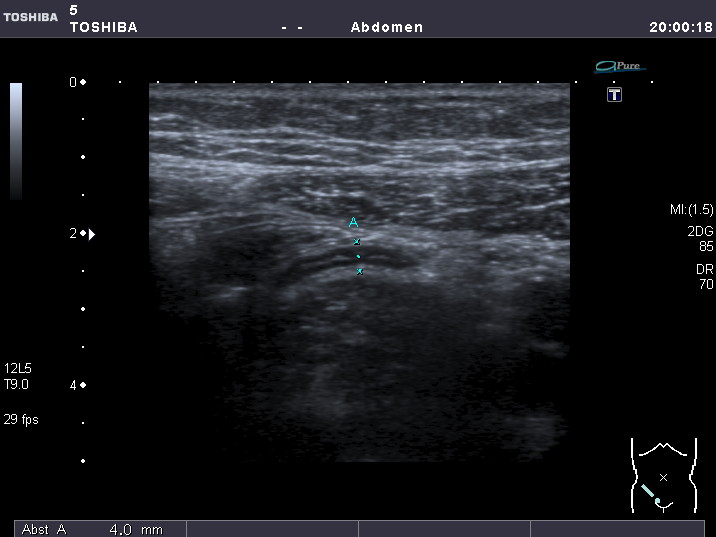 TOSHIBA
5
TOSHIBA - - Abdomen 20:00:18
0
Pure
T
A
MI:(1.5)
2
2DG
85
DR
70
12L5
T9.0
4
29 fps
Abst A 4.0 mm